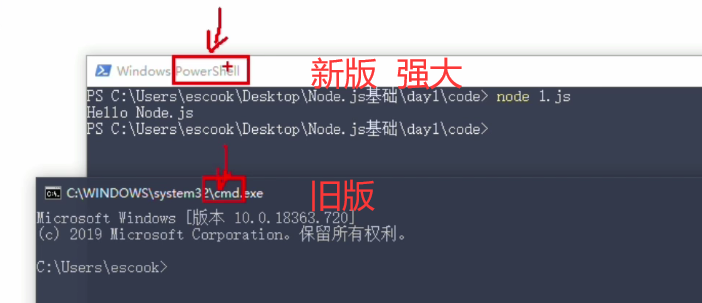 Windows PowerShell
新版 强大
PS C:\Users\escook\Desktop\Node.js基础\day1\code> node 1.js
Hello Node.js
PS C:\Users\escook\Desktop\Node.js基础\day1\code>
C:\WINDOWS\system32\cmd.exe
旧版
Microsoft Windows [版本 10.0.18363.720]
(c) 2019 Microsoft Corporation。保留所有权利。
C:\Users\escook>